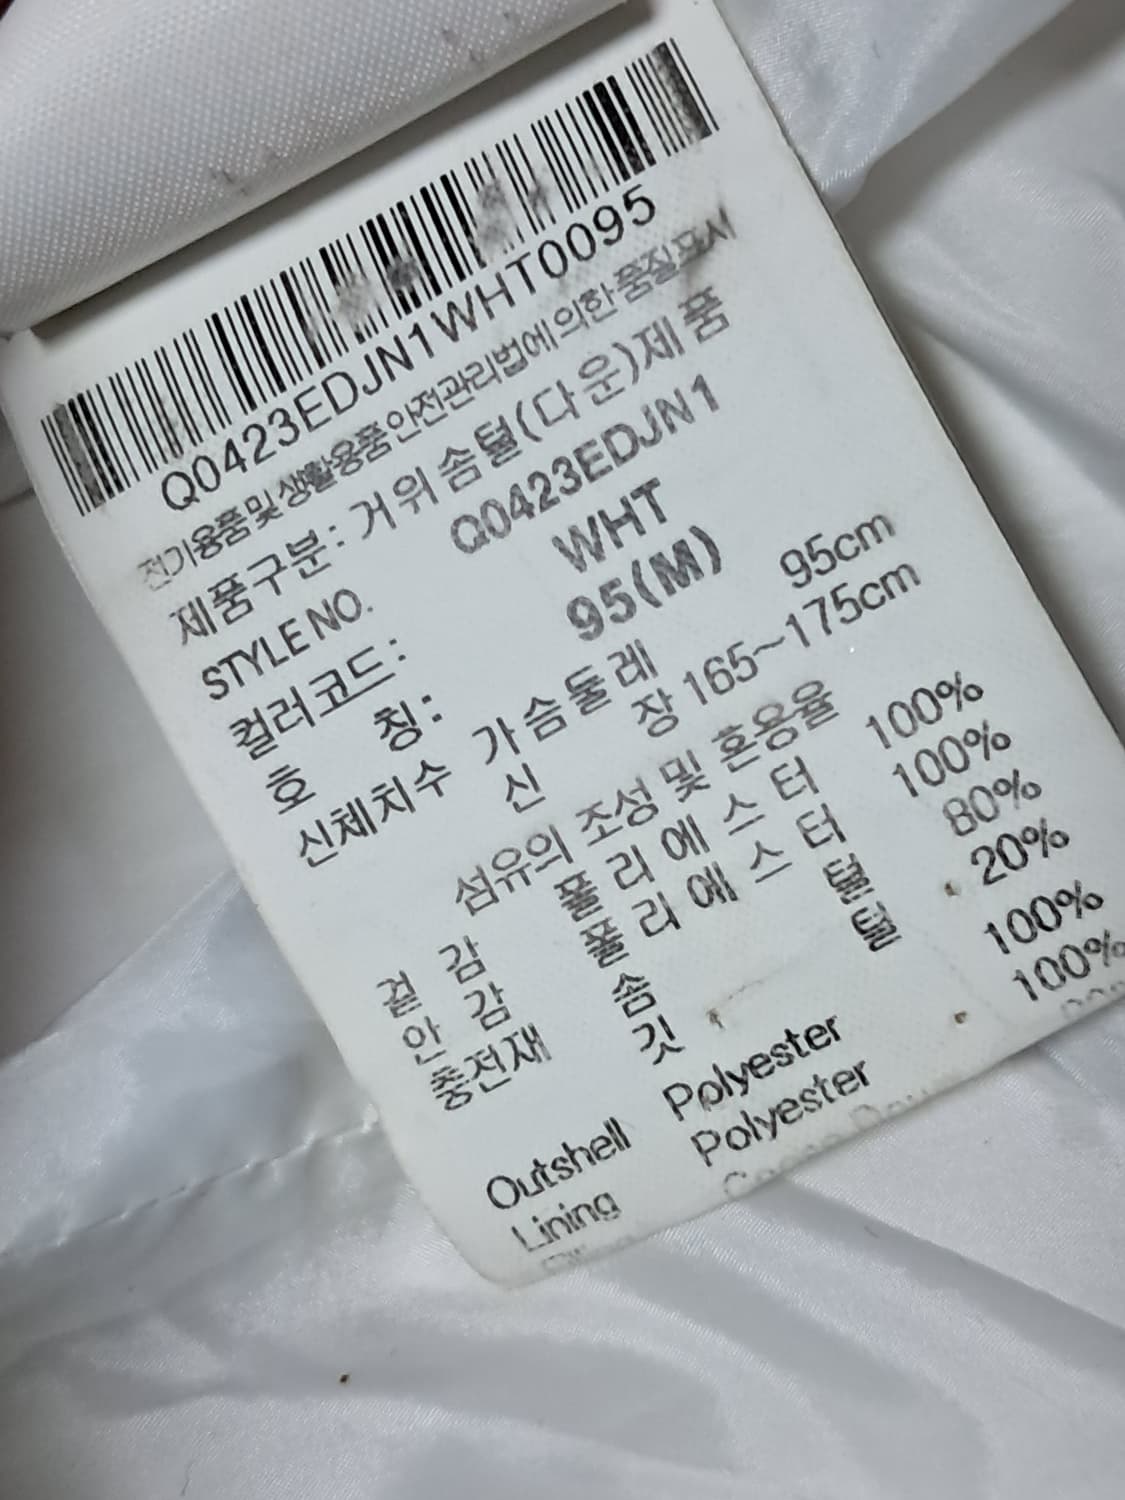 Q0423EDJN1WHT0095
전기용품및생활용품안전관리법에의한품질표시
제품구분: 거위솜털(다운)제품
STYLE NO. Q0423EDJN1
컬러코드: WHT
호 칭: 95(M)
신체치수 가슴둘레 95cm
신 장 165~175cm
섬유의 조성 및 혼용율
겉 감 폴 리 에 스 터 100%
안 감 폴 리 에 스 터 100%
충전재 솜 털 80%
깃 털 20%
Outshell Polyester 100%
Lining Polyester 100%